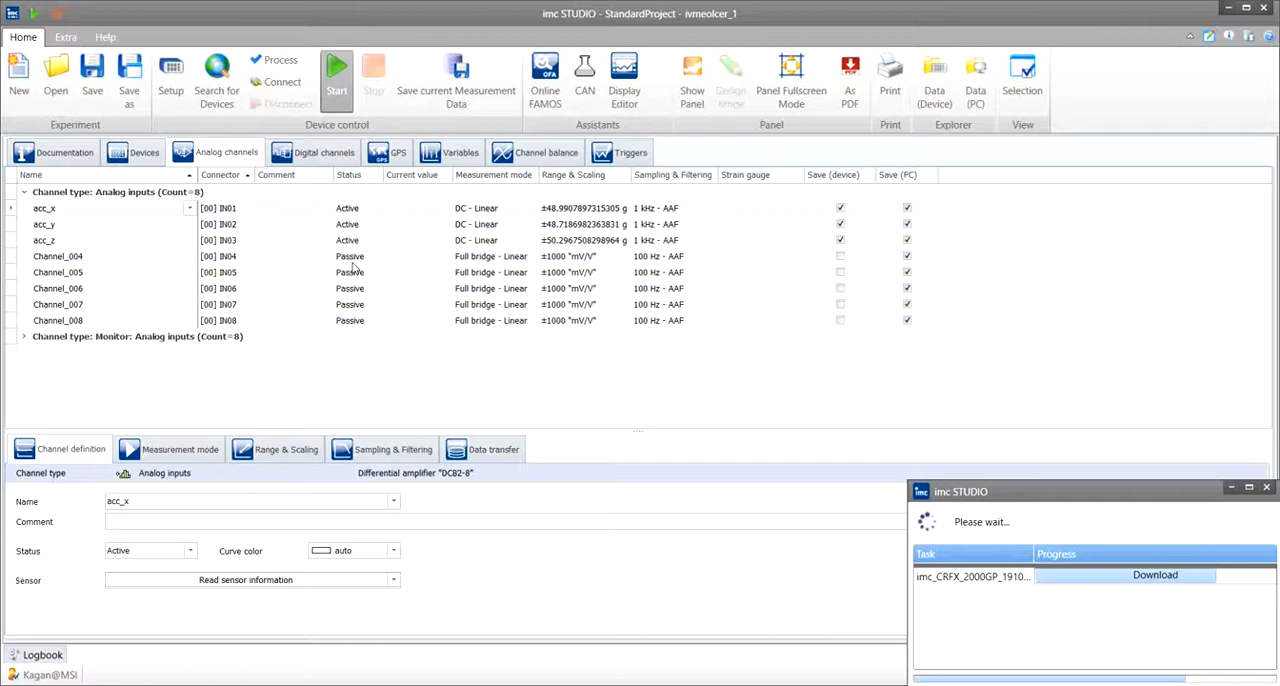 imc STUDIO - StandardProject - ivmeolcer_1
Home Extra Help
New Open Save Save as
Setup Search for Devices Process Connect Disconnect Start Stop Save current Measurement Data
Online FAMOS CAN Display Editor
Show Panel Design Mode Panel Fullscreen Mode As PDF
Print Data (Device) Data (PC) Selection
Experiment Device control Assistants Panel Print Explorer View
Documentation Devices Analog channels Digital channels GPS Variables Channel balance Triggers
Name Connector Comment Status Current value Measurement mode Range & Scaling Sampling & Filtering Strain gauge Save (device) Save (PC)
Channel type: Analog inputs (Count=8)
acc_x [00] IN01 Active DC - Linear ±48.9907897315305 g 1 kHz - AAF
acc_y [00] IN02 Active DC - Linear ±48.7186982363831 g 1 kHz - AAF
acc_z [00] IN03 Active DC - Linear ±50.2967508298964 g 1 kHz - AAF
Channel_004 [00] IN04 Passive Full bridge - Linear ±1000 "mV/V" 100 Hz - AAF
Channel_005 [00] IN05 Passive Full bridge - Linear ±1000 "mV/V" 100 Hz - AAF
Channel_006 [00] IN06 Passive Full bridge - Linear ±1000 "mV/V" 100 Hz - AAF
Channel_007 [00] IN07 Passive Full bridge - Linear ±1000 "mV/V" 100 Hz - AAF
Channel_008 [00] IN08 Passive Full bridge - Linear ±1000 "mV/V" 100 Hz - AAF
Channel type: Monitor: Analog inputs (Count=8)
Channel definition Measurement mode Range & Scaling Sampling & Filtering Data transfer
Channel type Analog inputs Differential amplifier "DCB2-8"
Name acc_x
Comment
Status Active Curve color auto
Sensor Read sensor information
imc STUDIO
Please wait...
Task Progress
imc_CRFX_2000GP_1910... Download
Logbook
Kagan@MSI